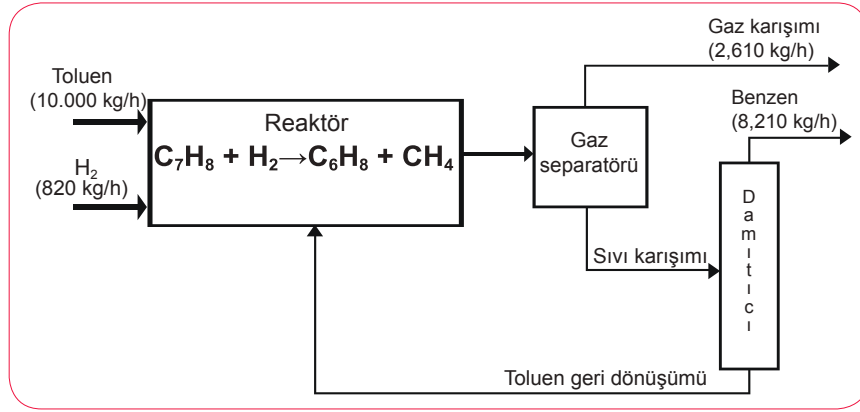 Gaz karışımı
(2,610 kg/h)
Toluen
(10.000 kg/h)
Benzen
(8,210 kg/h)
Reaktör
C₇H₈ + H₂→C₆H₈ + CH₄
Gaz
separatörü
H₂
(820 kg/h)
Damıtıcı
Sıvı karışımı
Toluen geri dönüşümü